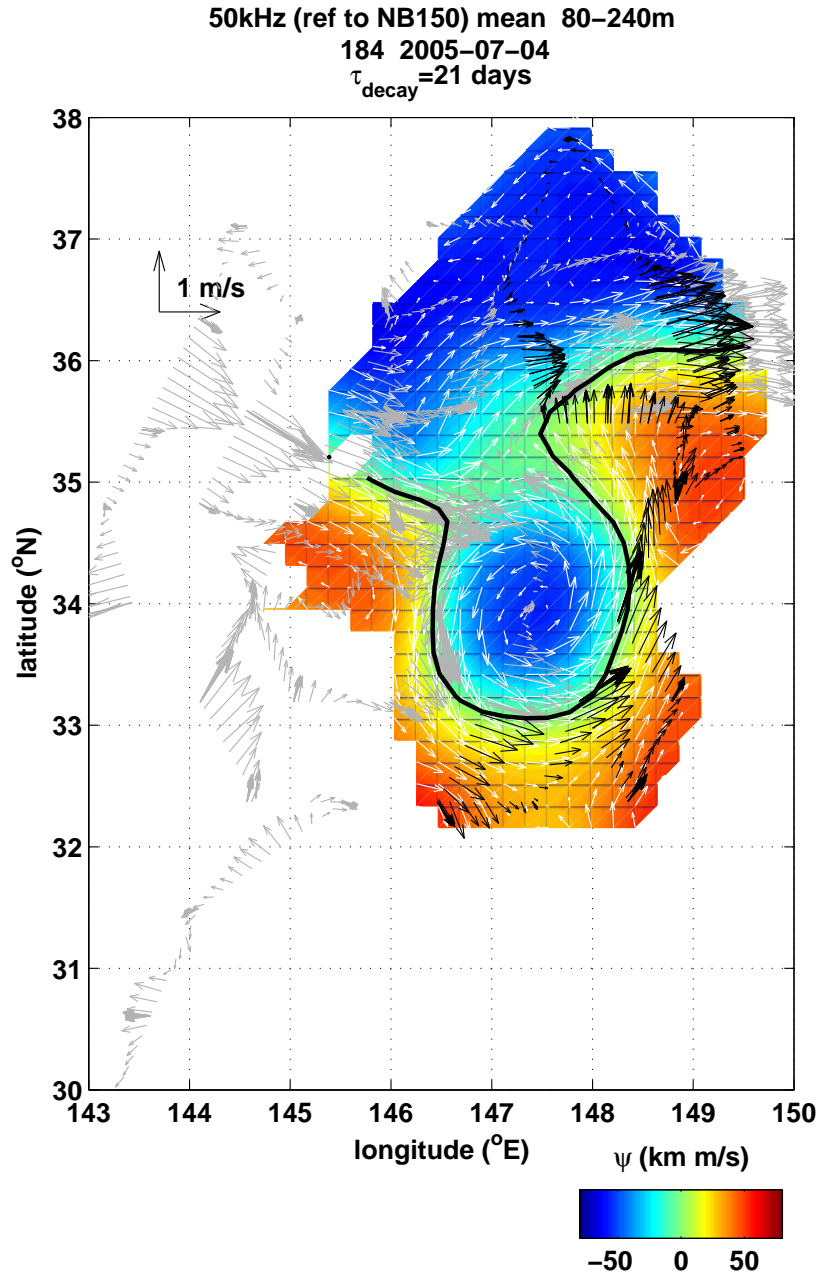 50kHz (ref to NB150) mean  80−240m
184  2005−07−04
τdecay=21 days
38
37
1 m/s
36
35
latitude (oN)
34
33
32
31
30
143 144 145 146 147 148 149 150
longitude (oE)
ψ (km m/s)
−50 0 50